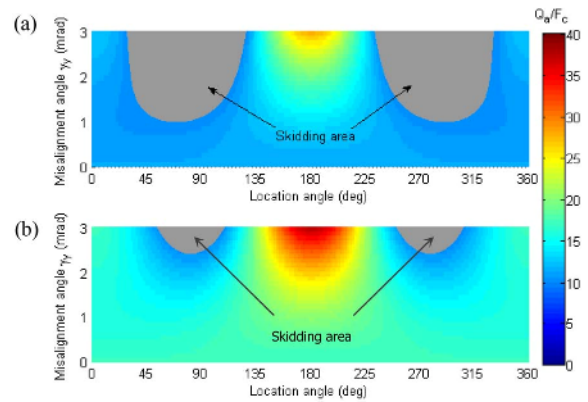 (a)
Misalignment angle γy (mrad)
3
2
1
0
Skidding area
0 45 90 135 180 225 270 315 360
Location angle (deg)
(b)
Misalignment angle γy (mrad)
3
2
1
0
Skidding area
0 45 90 135 180 225 270 315 360
Location angle (deg)
Qa/Fc
40
35
30
25
20
15
10
5
0